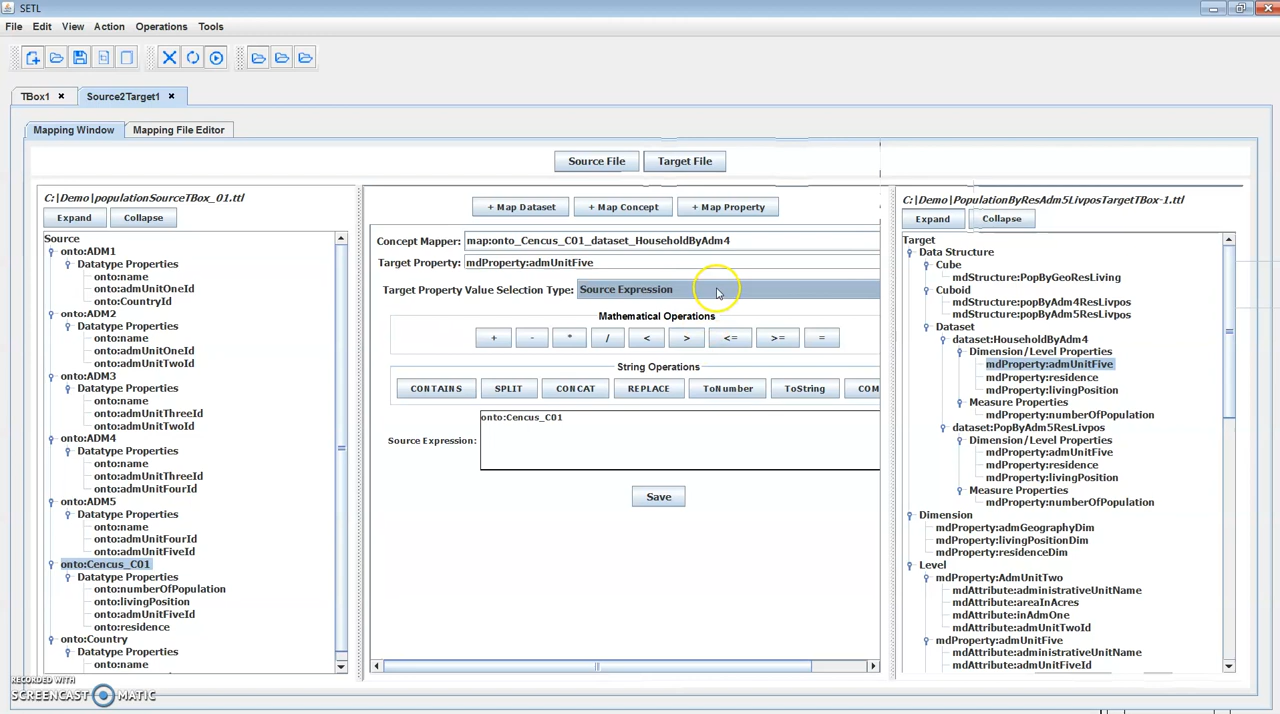 SETL
File Edit View Action Operations Tools
TBox1 × Source2Target1 ×
Mapping Window Mapping File Editor
Source File Target File
C:\Demo\populationSourceTBox_01.ttl
Expand Collapse
Source
onto:ADM1
Datatype Properties
onto:name
onto:admUnitOneId
onto:CountryId
onto:ADM2
Datatype Properties
onto:name
onto:admUnitOneId
onto:admUnitTwoId
onto:ADM3
Datatype Properties
onto:name
onto:admUnitThreeId
onto:admUnitTwoId
onto:ADM4
Datatype Properties
onto:name
onto:admUnitThreeId
onto:admUnitFourId
onto:ADM5
Datatype Properties
onto:name
onto:admUnitFourId
onto:admUnitFiveId
onto:Cencus_C01
Datatype Properties
onto:numberOfPopulation
onto:livingPosition
onto:admUnitFiveId
onto:residence
onto:Country
Datatype Properties
onto:name
+ Map Dataset + Map Concept + Map Property
Concept Mapper: map:onto_Cencus_C01_dataset_HouseholdByAdm4
Target Property: mdProperty:admUnitFive
Target Property Value Selection Type: Source Expression
Mathematical Operations
+ - * / < > <= >= =
String Operations
CONTAINS SPLIT CONCAT REPLACE ToNumber ToString COM
Source Expression: onto:Cencus_C01
Save
C:\Demo\PopulationByResAdm5LivposTargetTBox-1.ttl
Expand Collapse
Target
Data Structure
Cube
mdStructure:PopByGeoResLiving
Cuboid
mdStructure:popByAdm4ResLivpos
mdStructure:popByAdm5ResLivpos
Dataset
dataset:HouseholdByAdm4
Dimension/Level Properties
mdProperty:admUnitFive
mdProperty:residence
mdProperty:livingPosition
Measure Properties
mdProperty:numberOfPopulation
dataset:PopByAdm5ResLivpos
Dimension/Level Properties
mdProperty:admUnitFive
mdProperty:residence
mdProperty:livingPosition
Measure Properties
mdProperty:numberOfPopulation
Dimension
mdProperty:admGeographyDim
mdProperty:livingPositionDim
mdProperty:residenceDim
Level
mdProperty:AdmUnitTwo
mdAttribute:administrativeUnitName
mdAttribute:areaInAcres
mdAttribute:inAdmOne
mdAttribute:admUnitTwoId
mdProperty:admUnitFive
mdAttribute:administrativeUnitName
mdAttribute:admUnitFiveId
RECORDED WITH
SCREENCAST MATIC